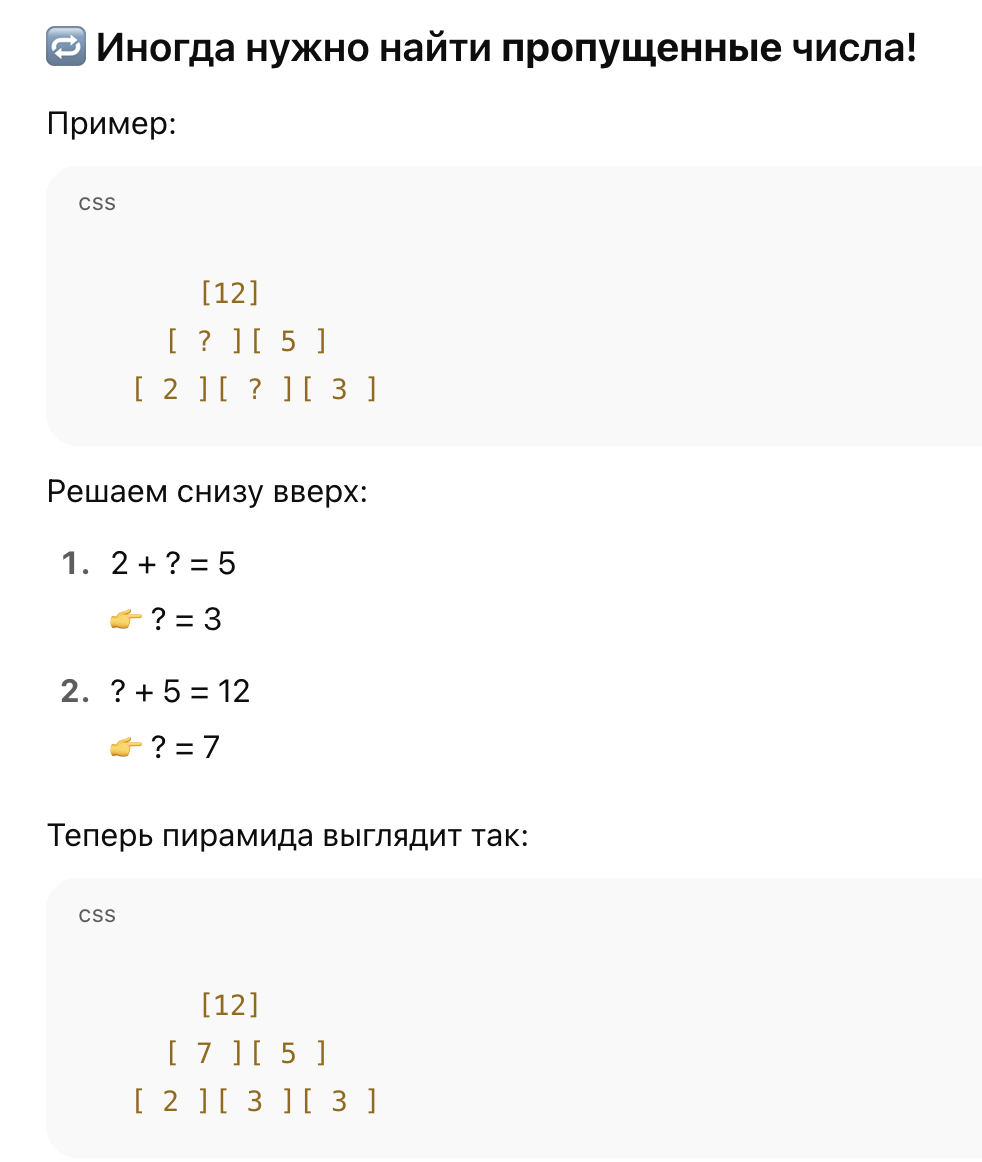 🔁 Иногда нужно найти пропущенные числа!
Пример:
css
[12]
[ ? ][ 5 ]
[ 2 ][ ? ][ 3 ]
Решаем снизу вверх:
1. 2 + ? = 5
👉 ? = 3
2. ? + 5 = 12
👉 ? = 7
Теперь пирамида выглядит так:
css
[12]
[ 7 ][ 5 ]
[ 2 ][ 3 ][ 3 ]